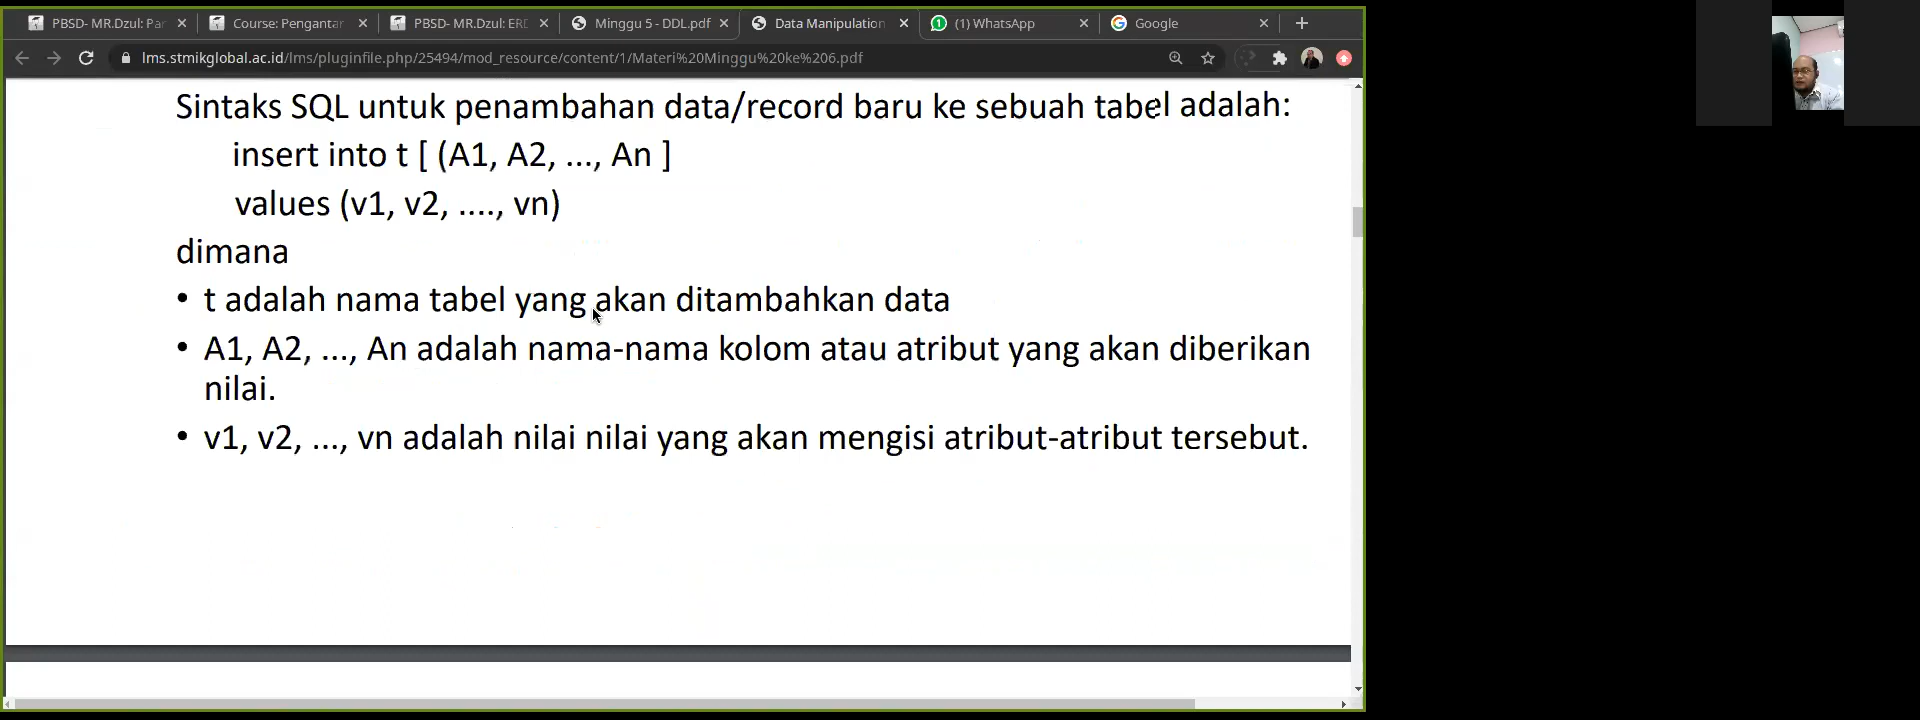 PBSD- MR.Dzul: Par
Course: Pengantar
PBSD- MR.Dzul: ERD
Minggu 5 - DDL.pdf
Data Manipulation
(1) WhatsApp
Google
lms.stmikglobal.ac.id/lms/pluginfile.php/25494/mod_resource/content/1/Materi%20Minggu%20ke%206.pdf
Sintaks SQL untuk penambahan data/record baru ke sebuah tabel adalah:
insert into t [ (A1, A2, ..., An ]
values (v1, v2, ...., vn)
dimana
• t adalah nama tabel yang akan ditambahkan data
• A1, A2, ..., An adalah nama-nama kolom atau atribut yang akan diberikan
nilai.
• v1, v2, ..., vn adalah nilai nilai yang akan mengisi atribut-atribut tersebut.